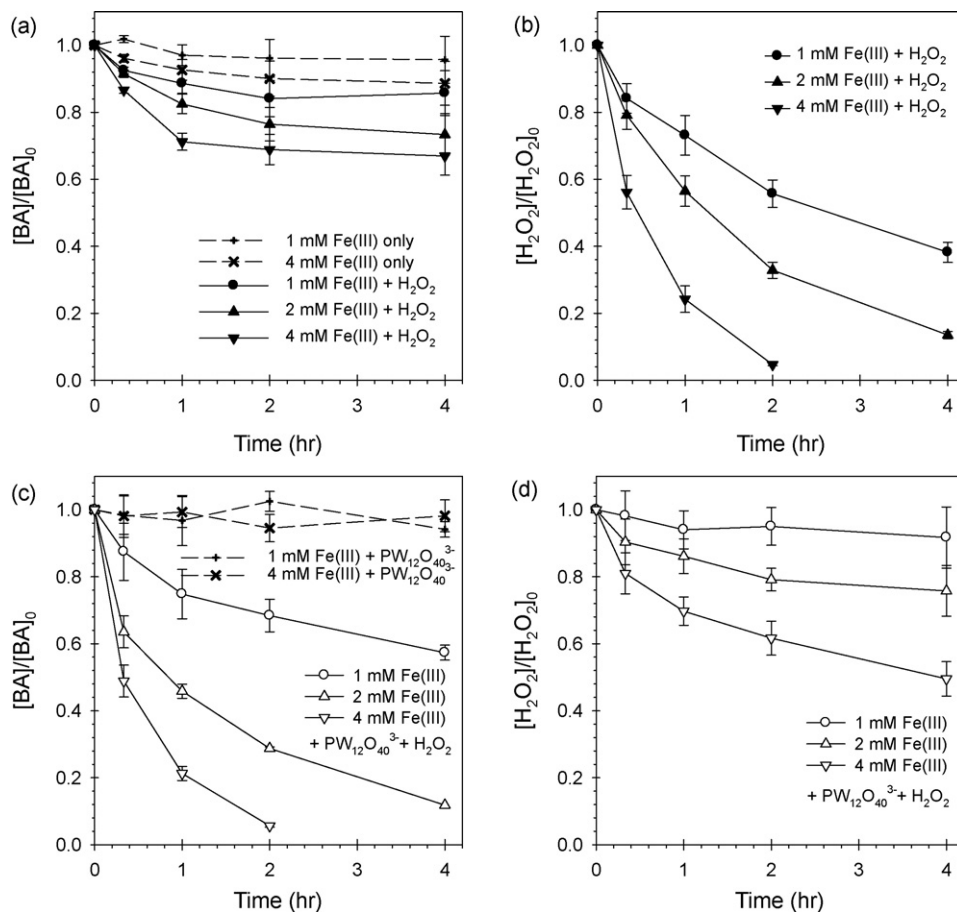 (a)
[BA]/[BA]₀
1.0
0.8
0.6
0.4
0.2
0.0
1 mM Fe(III) only
4 mM Fe(III) only
1 mM Fe(III) + H₂O₂
2 mM Fe(III) + H₂O₂
4 mM Fe(III) + H₂O₂
0 1 2 3 4
Time (hr)
(b)
[H₂O₂]/[H₂O₂]₀
1.0
0.8
0.6
0.4
0.2
0.0
1 mM Fe(III) + H₂O₂
2 mM Fe(III) + H₂O₂
4 mM Fe(III) + H₂O₂
0 1 2 3 4
Time (hr)
(c)
[BA]/[BA]₀
1.0
0.8
0.6
0.4
0.2
0.0
1 mM Fe(III) + PW₁₂O₄₀³⁻
4 mM Fe(III) + PW₁₂O₄₀³⁻
1 mM Fe(III)
2 mM Fe(III)
4 mM Fe(III)
+ PW₁₂O₄₀³⁻ + H₂O₂
0 1 2 3 4
Time (hr)
(d)
[H₂O₂]/[H₂O₂]₀
1.0
0.8
0.6
0.4
0.2
0.0
1 mM Fe(III)
2 mM Fe(III)
4 mM Fe(III)
+ PW₁₂O₄₀³⁻ + H₂O₂
0 1 2 3 4
Time (hr)